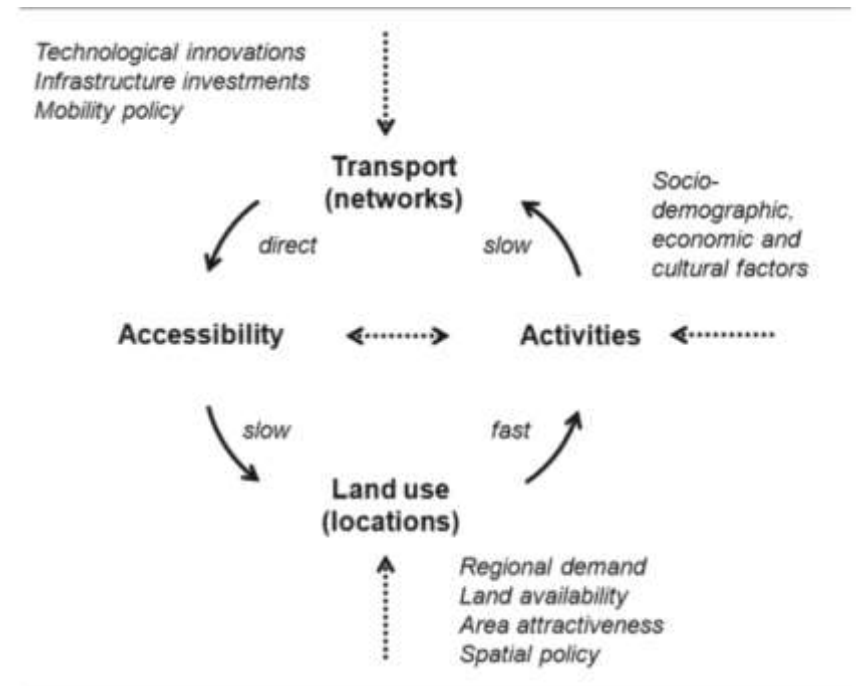 Technological innovations
Infrastructure investments
Mobility policy
Transport
(networks)
Socio-
demographic,
economic and
cultural factors
direct
slow
Accessibility
Activities
slow
fast
Land use
(locations)
Regional demand
Land availability
Area attractiveness
Spatial policy